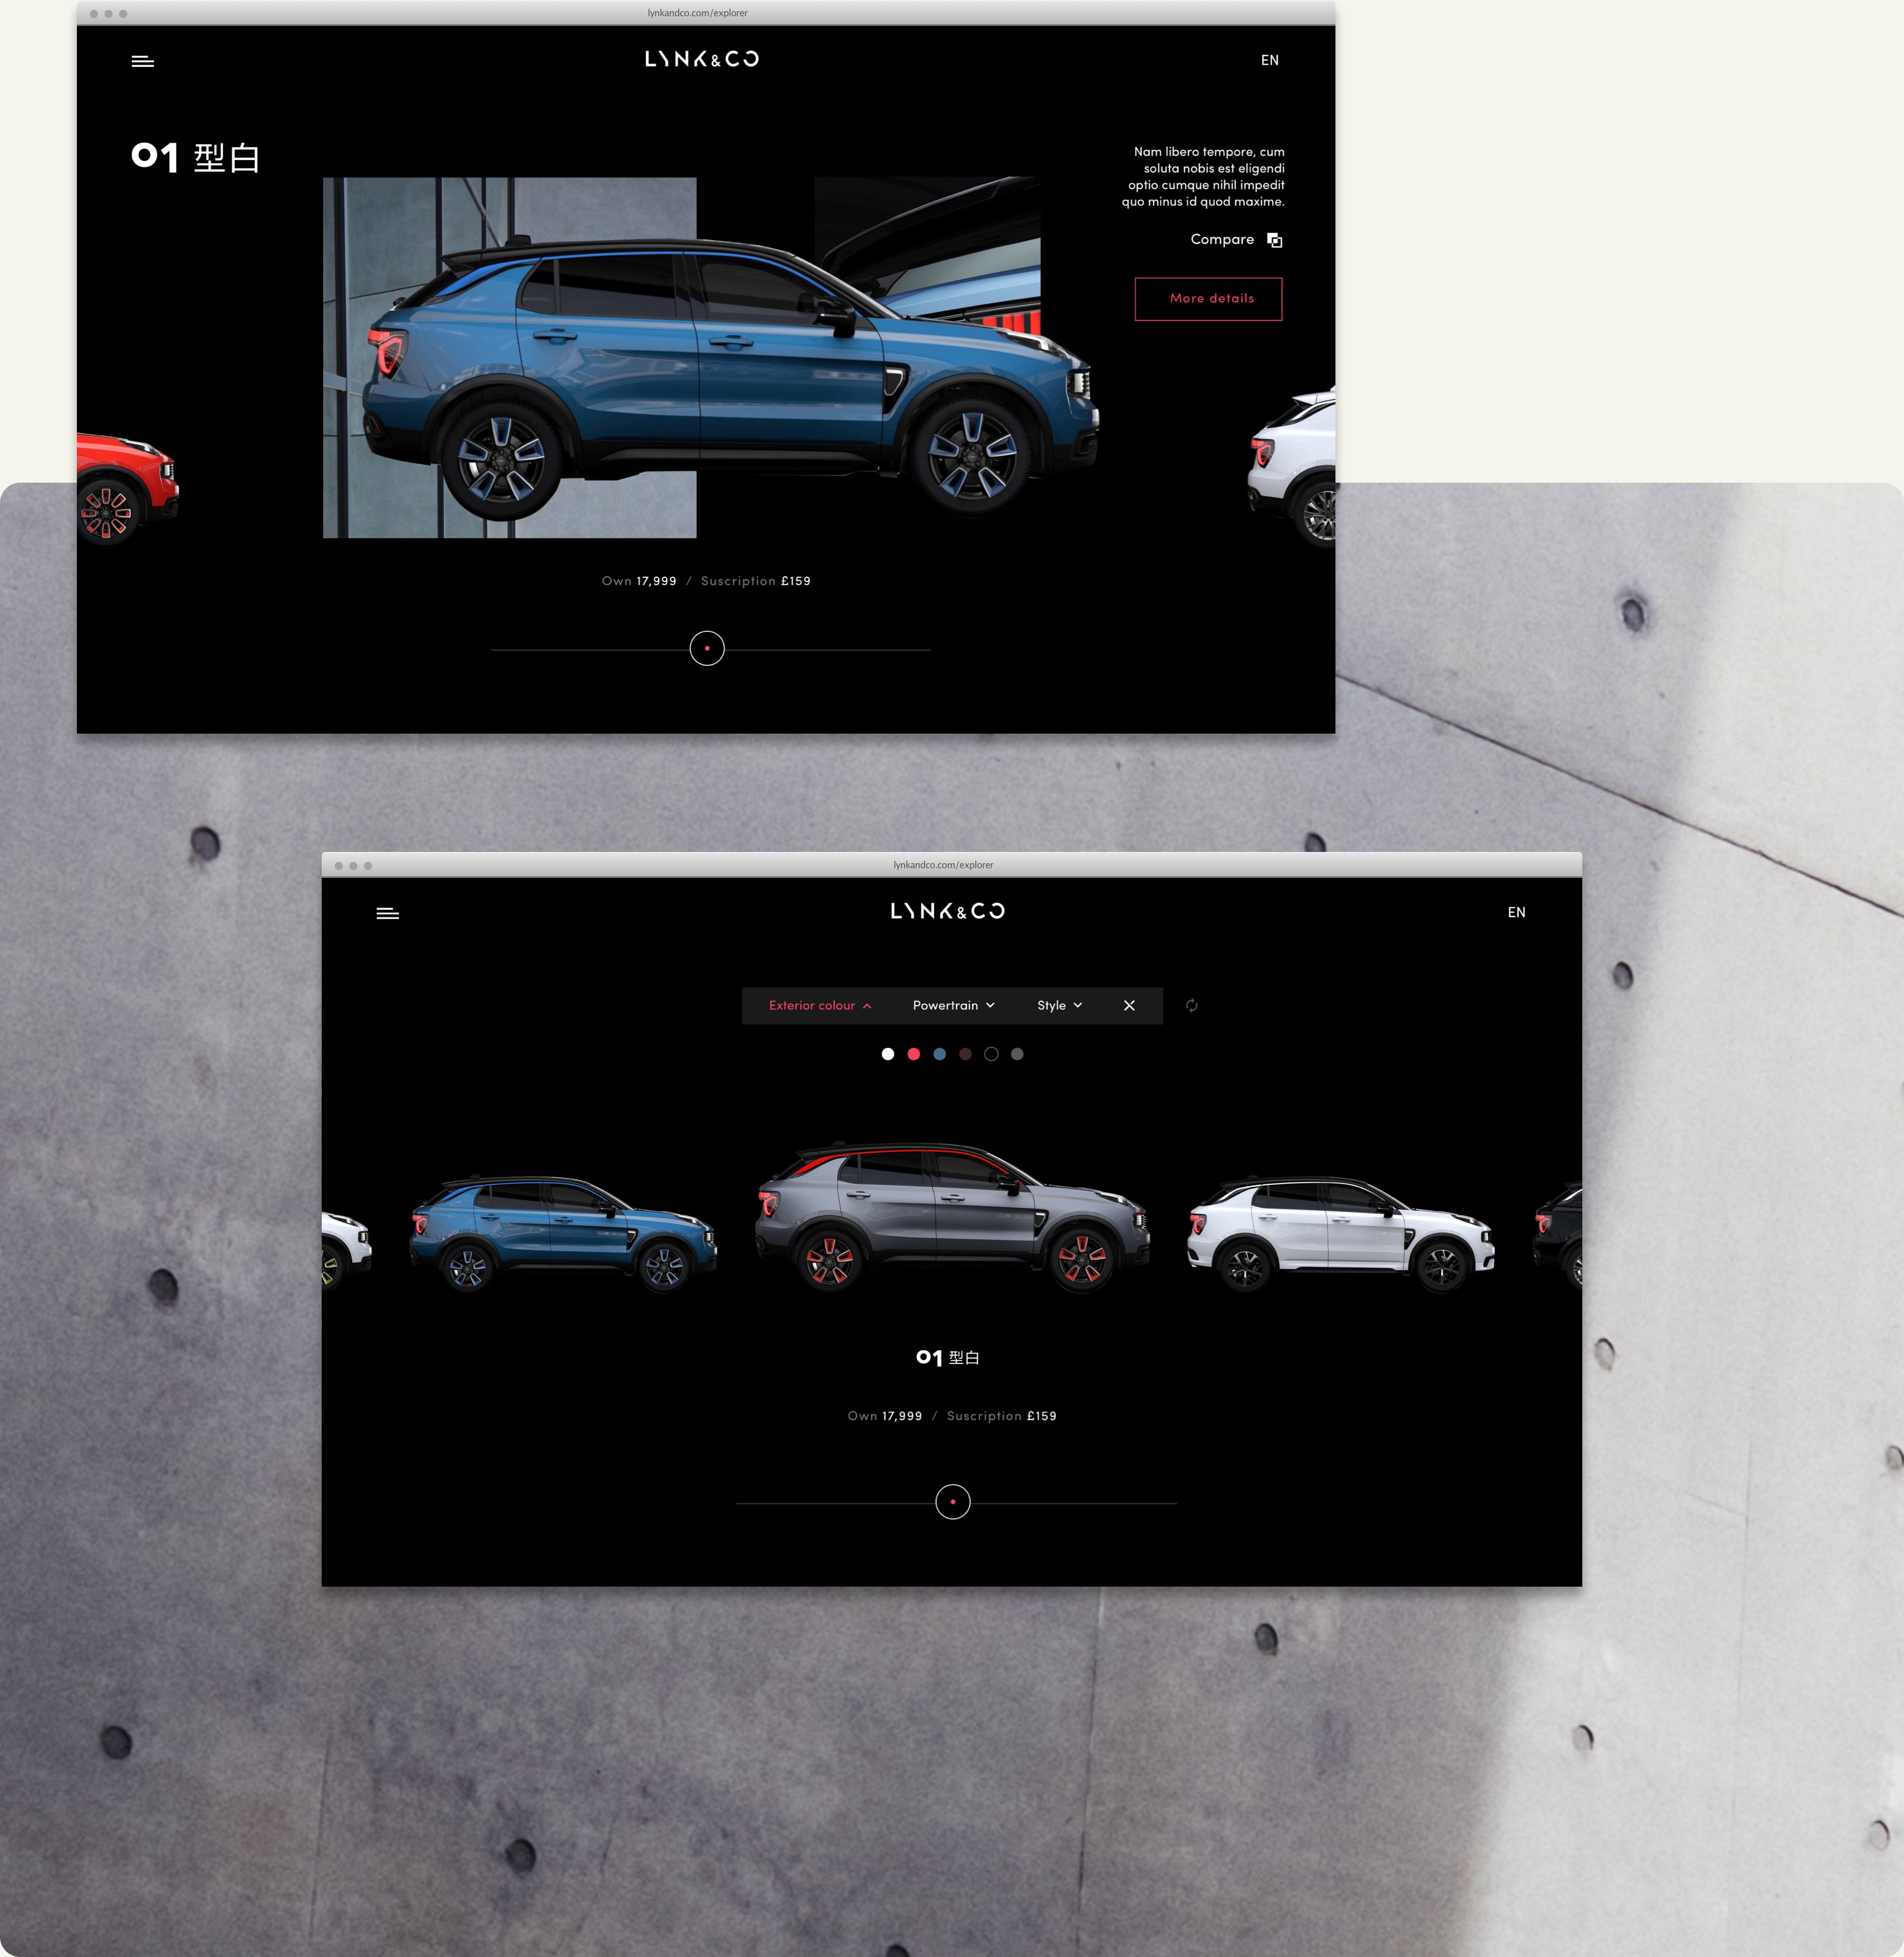 lynkandco.com/explorer
LYNK&CO
EN
01 型白
Nam libero tempore, cum
soluta nobis est eligendi
optio cumque nihil impedit
quo minus id quod maxime.
Compare
More details
Own 17,999 / Suscription £159
lynkandco.com/explorer
LYNK&CO
EN
Exterior colour Powertrain Style
01 型白
Own 17,999 / Suscription £159